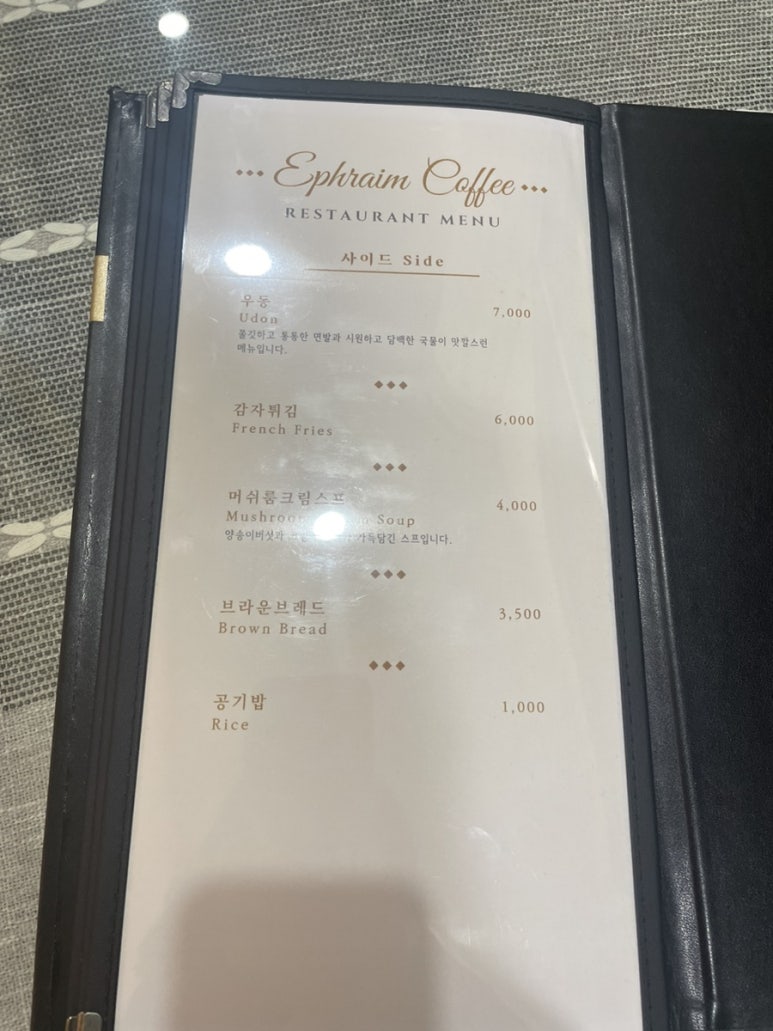 Ephraim Coffee
RESTAURANT MENU
사이드 Side
우동
Udon
7,000
쫄깃하고 통통한 면발과 시원하고 담백한 국물이 맛깔스런
메뉴입니다.
감자튀김
French Fries
6,000
머쉬룸크림스프
Mushroom Soup
4,000
양송이버섯과 가득담긴 스프입니다.
브라운브레드
Brown Bread
3,500
공기밥
Rice
1,000